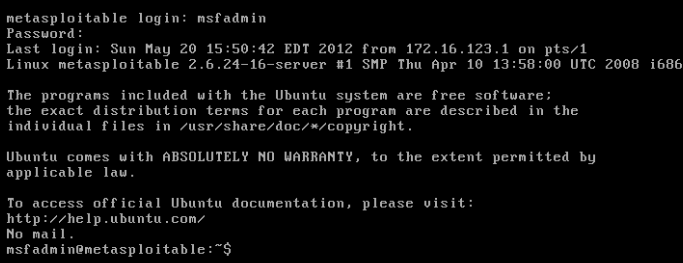 metasploitable login: msfadmin
Password:
Last login: Sun May 20 15:50:42 EDT 2012 from 172.16.123.1 on pts/1
Linux metasploitable 2.6.24-16-server #1 SMP Thu Apr 10 13:58:00 UTC 2008 i686
The programs included with the Ubuntu system are free software;
the exact distribution terms for each program are described in the
individual files in /usr/share/doc/*/copyright.
Ubuntu comes with ABSOLUTELY NO WARRANTY, to the extent permitted by
applicable law.
To access official Ubuntu documentation, please visit:
http://help.ubuntu.com/
No mail.
msfadmin@metasploitable:~$